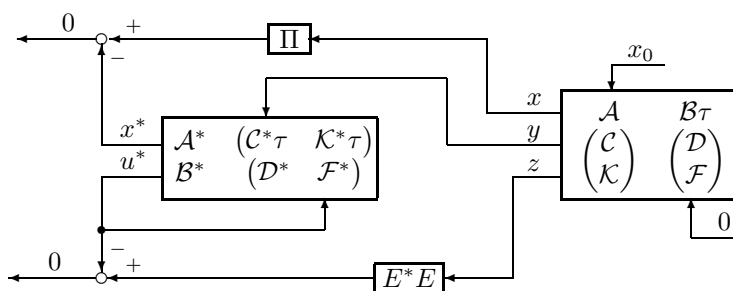 0 + Π
−
x₀
x
y
z
𝒜 ℬτ
(𝒞 𝒦) (𝒟 ℱ)
0
x*
u*
𝒜* (𝒞*τ 𝒦*τ)
ℬ* (𝒟* ℱ*)
−
0 + E*E